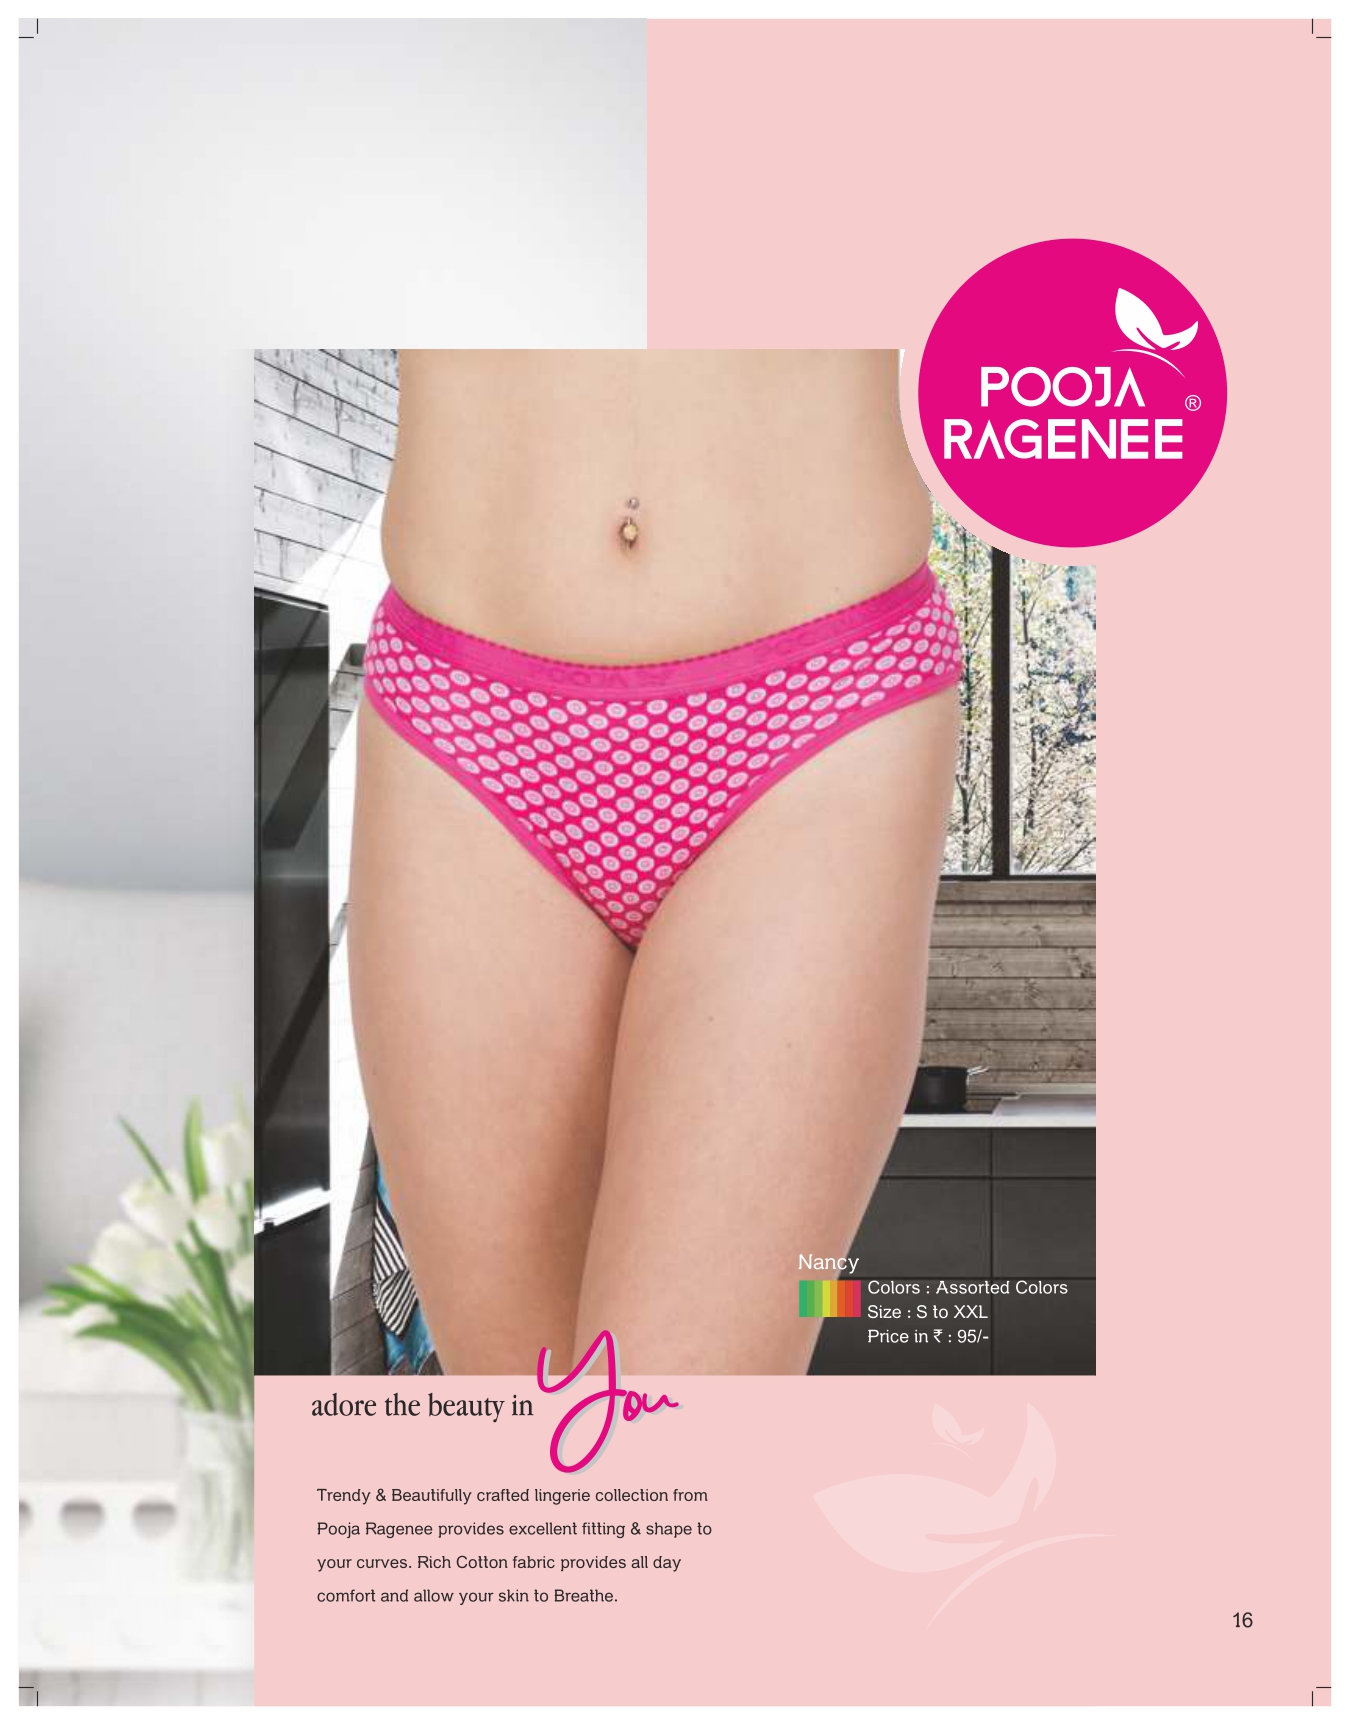 POOJA
RAGENEE
®
Nancy
Colors : Assorted Colors
Size : S to XXL
Price in ₹ : 95/-
adore the beauty in You
Trendy & Beautifully crafted lingerie collection from
Pooja Ragenee provides excellent fitting & shape to
your curves. Rich Cotton fabric provides all day
comfort and allow your skin to Breathe.
16